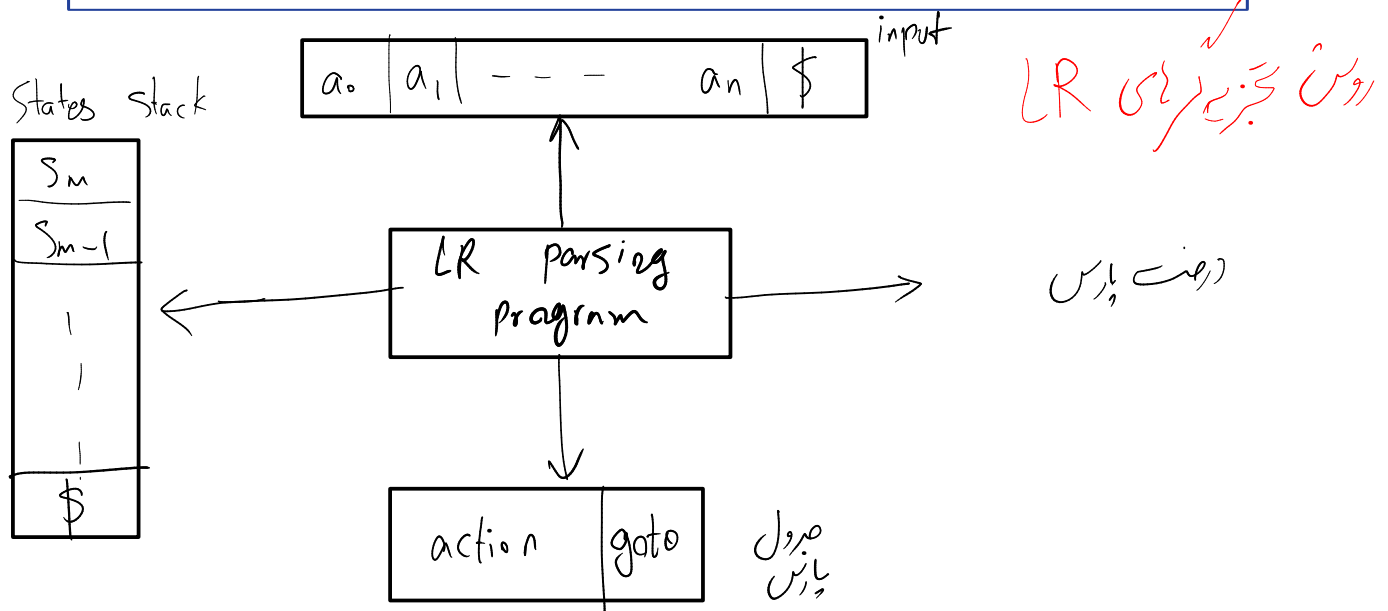 روش تجزیه گرهای LR
input
a₀ a₁ - - - aₙ $
States Stack
Sₘ
Sₘ₋₁
$
LR parsing
program
درخت پارس
action goto
جدول
پارس